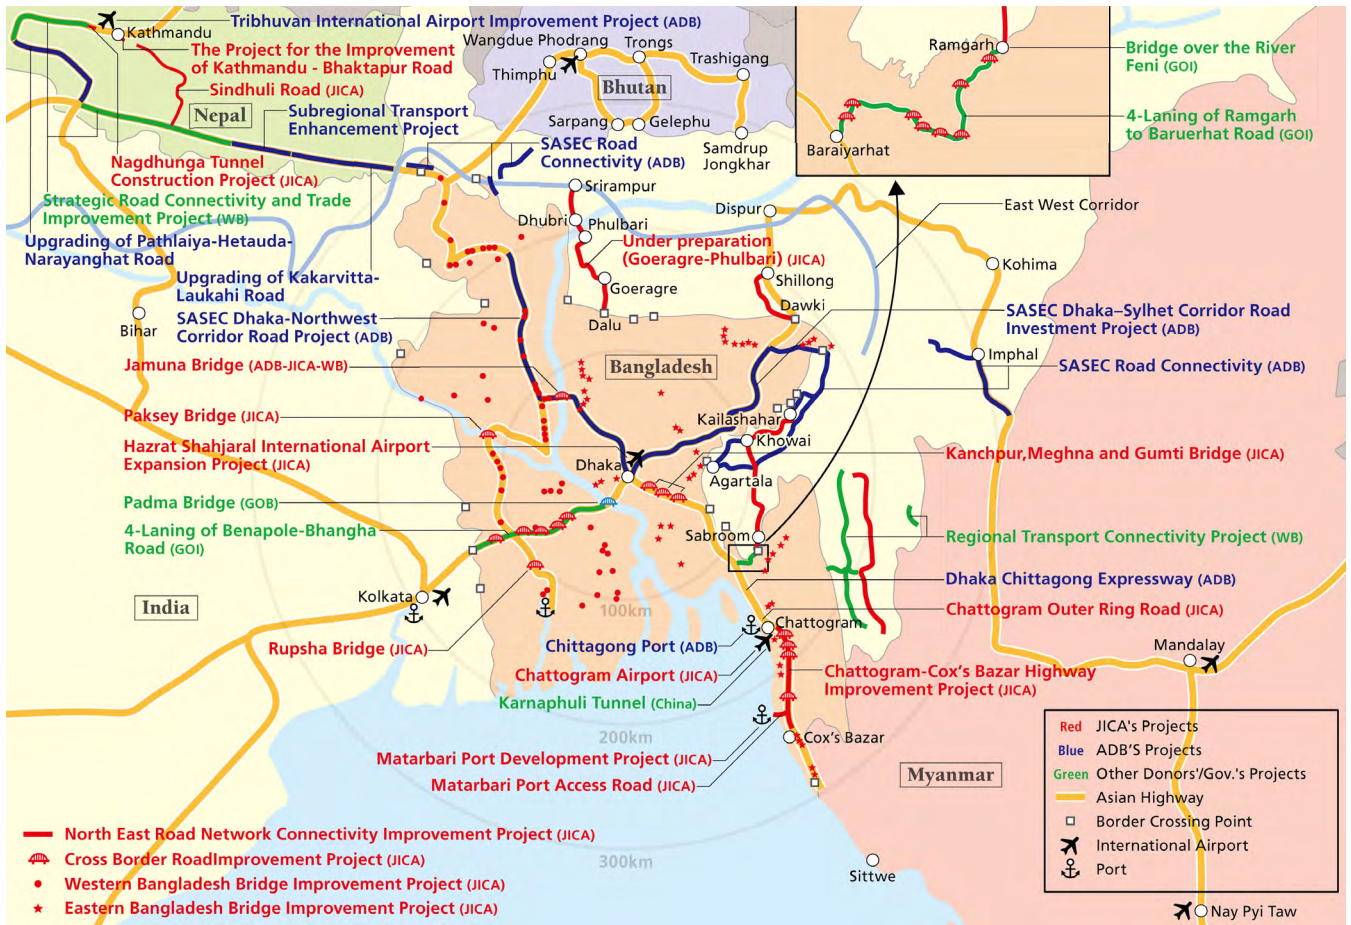 Tribhuvan International Airport Improvement Project (ADB)
Kathmandu
The Project for the Improvement
of Kathmandu - Bhaktapur Road
Sindhuli Road (JICA)
Nepal
Subregional Transport
Enhancement Project
Nagdhunga Tunnel
Construction Project (JICA)
Strategic Road Connectivity and Trade
Improvement Project (WB)
Upgrading of Pathlaiya-Hetauda-
Narayanghat Road
Upgrading of Kakarvitta-
Laukahi Road
SASEC Dhaka-Northwest
Corridor Road Project (ADB)
Bihar
Jamuna Bridge (ADB-JICA-WB)
Paksey Bridge (JICA)
Hazrat Shahjaral International Airport
Expansion Project (JICA)
Padma Bridge (GOB)
4-Laning of Benapole-Bhangha
Road (GOI)
Kolkata
India
Rupsha Bridge (JICA)
Wangdue Phodrang
Trongs
Thimphu
Trashigang
Bhutan
Sarpang
Gelephu
Samdrup
Jongkhar
SASEC Road
Connectivity (ADB)
Srirampur
Dhubri
Phulbari
Under preparation
(Goeragre-Phulbari) (JICA)
Goeragre
Dalu
Dispur
Shillong
Dawki
Bangladesh
Kailashahar
Khowai
Dhaka
Agartala
Sabroom
Ramgarh
Baraiyarhat
Bridge over the River
Feni (GOI)
4-Laning of Ramgarh
to Baruerhat Road (GOI)
East West Corridor
Kohima
SASEC Dhaka–Sylhet Corridor Road
Investment Project (ADB)
Imphal
SASEC Road Connectivity (ADB)
Kanchpur,Meghna and Gumti Bridge (JICA)
Regional Transport Connectivity Project (WB)
Dhaka Chittagong Expressway (ADB)
Chattogram Outer Ring Road (JICA)
100km
Chattogram
Chittagong Port (ADB)
Chattogram Airport (JICA)
Karnaphuli Tunnel (China)
Chattogram-Cox's Bazar Highway
Improvement Project (JICA)
200km
Cox's Bazar
Matarbari Port Development Project (JICA)
Matarbari Port Access Road (JICA)
Mandalay
Myanmar
300km
Sittwe
Nay Pyi Taw
Red JICA's Projects
Blue ADB'S Projects
Green Other Donors'/Gov.'s Projects
Asian Highway
Border Crossing Point
International Airport
Port
North East Road Network Connectivity Improvement Project (JICA)
Cross Border RoadImprovement Project (JICA)
Western Bangladesh Bridge Improvement Project (JICA)
Eastern Bangladesh Bridge Improvement Project (JICA)